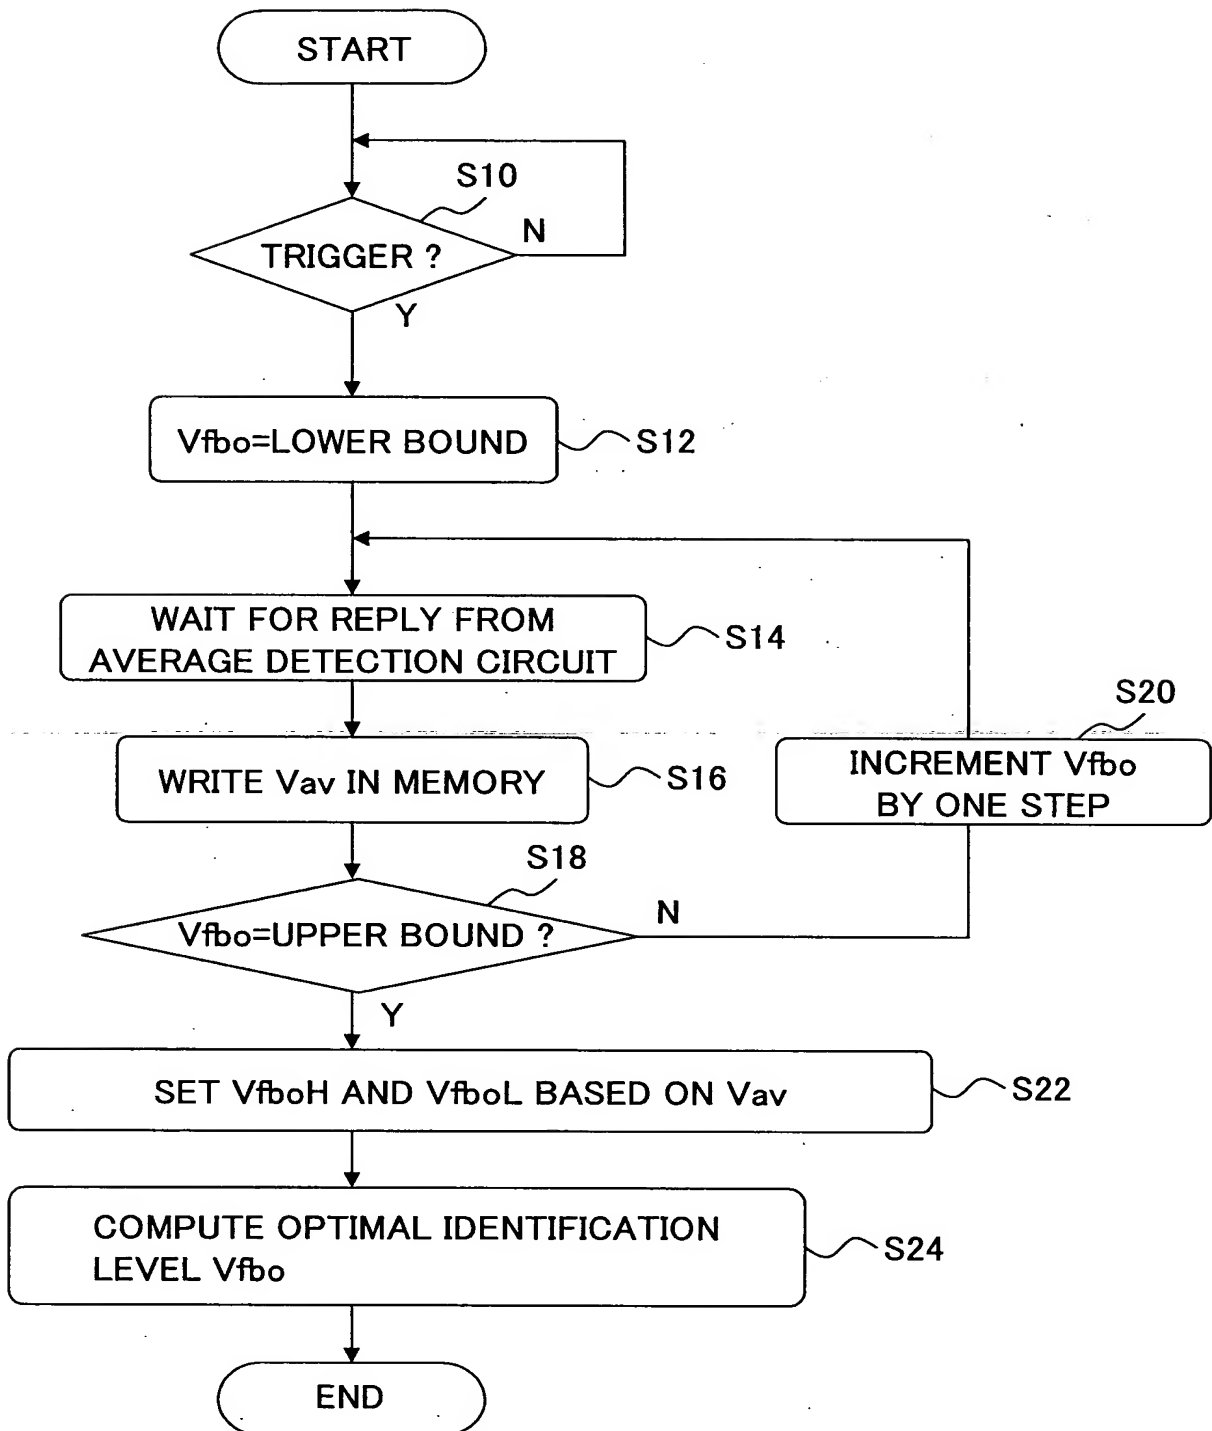 START
S10
N
TRIGGER ?
Y
Vfbo=LOWER BOUND
S12
WAIT FOR REPLY FROM
AVERAGE DETECTION CIRCUIT
S14
S20
INCREMENT Vfbo
BY ONE STEP
WRITE Vav IN MEMORY
S16
S18
N
Vfbo=UPPER BOUND ?
Y
SET VfboH AND VfboL BASED ON Vav
S22
COMPUTE OPTIMAL IDENTIFICATION
LEVEL Vfbo
S24
END